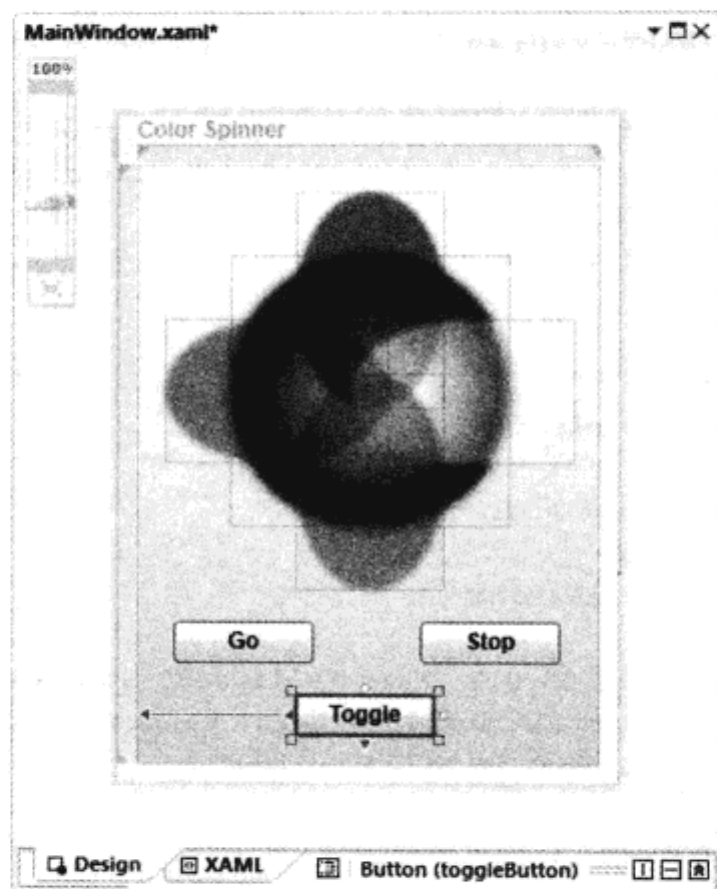 MainWindow.xaml*
100%
Color Spinner
Go
Stop
Toggle
Design
XAML
Button (toggleButton)